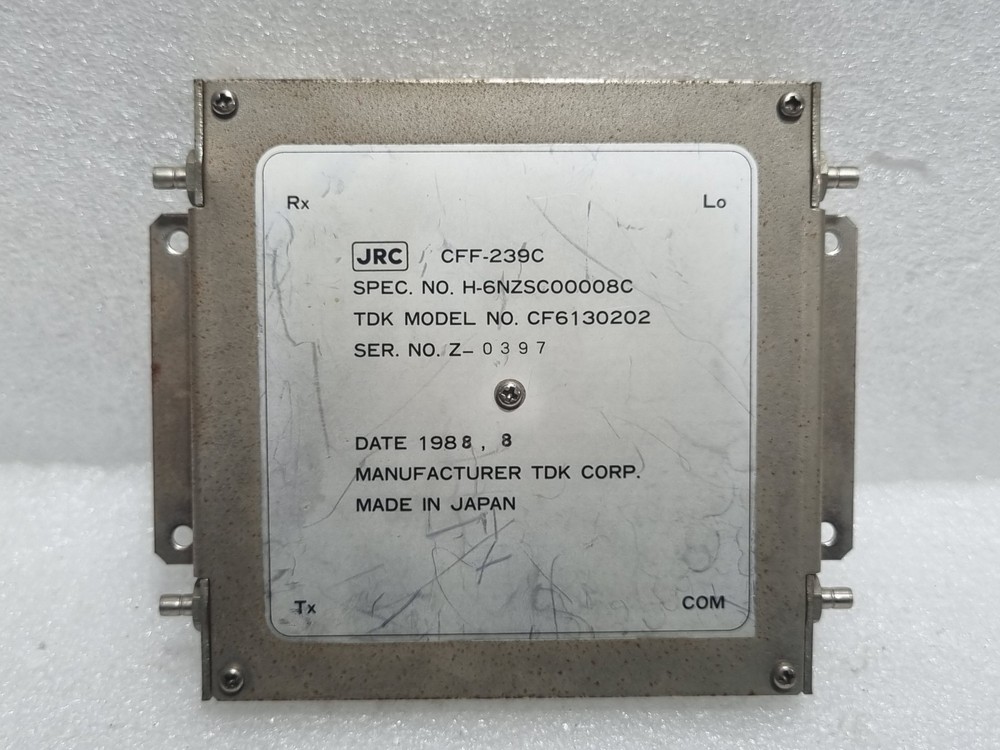 Rx Lo
JRC CFF-239C
SPEC. NO. H-6NZSC00008C
TDK MODEL NO. CF6130202
SER. NO. Z- 0397
DATE 1988, 8
MANUFACTURER TDK CORP.
MADE IN JAPAN
Tx COM